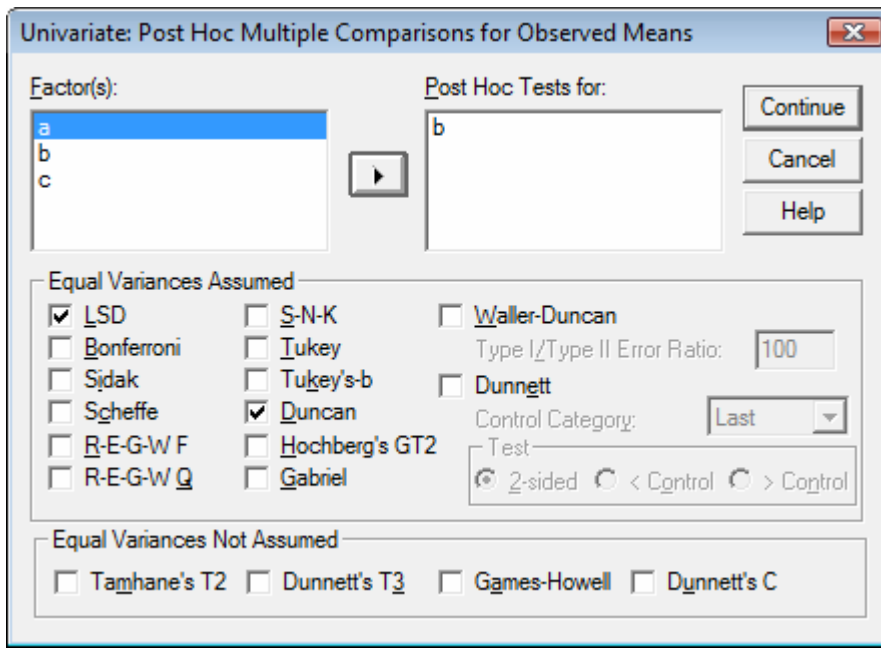 Univariate: Post Hoc Multiple Comparisons for Observed Means
Factor(s):
a
b
c
Post Hoc Tests for:
b
Continue
Cancel
Help
Equal Variances Assumed
LSD
S-N-K
Waller-Duncan
Bonferroni
Tukey
Type I/Type II Error Ratio:
100
Sidak
Tukey's-b
Dunnett
Scheffe
Duncan
Control Category:
Last
R-E-G-W F
Hochberg's GT2
Test
R-E-G-W Q
Gabriel
2-sided
< Control
> Control
Equal Variances Not Assumed
Tamhane's T2
Dunnett's T3
Games-Howell
Dunnett's C